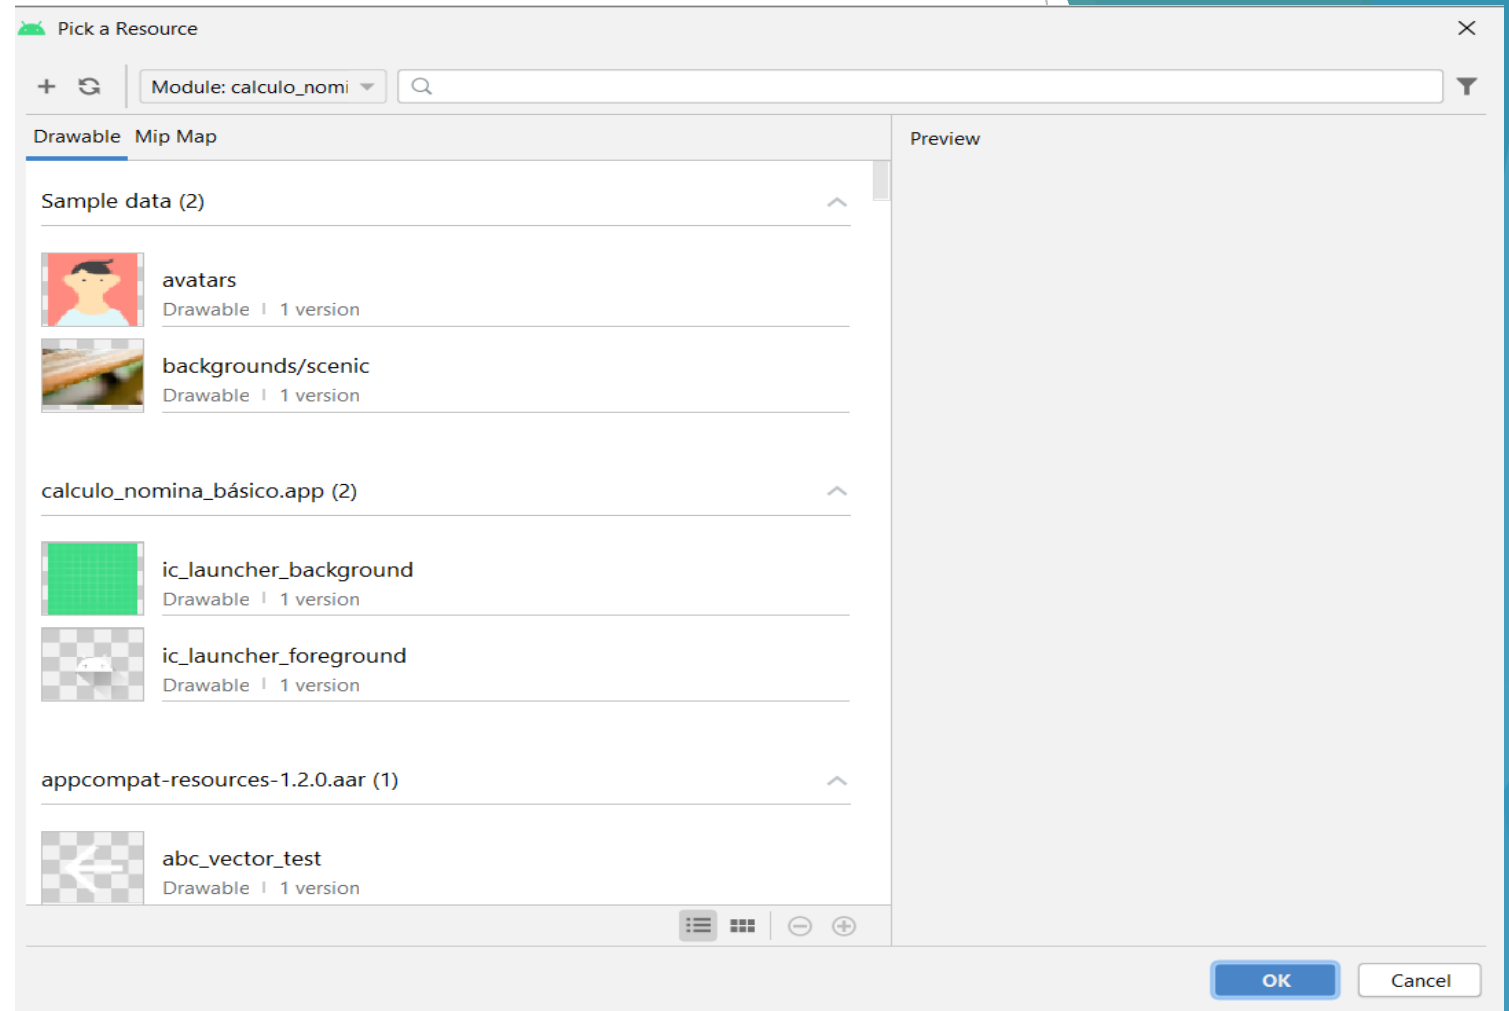 Pick a Resource
Module: calculo_nomi
Drawable Mip Map
Preview
Sample data (2)
avatars
Drawable | 1 version
backgrounds/scenic
Drawable | 1 version
calculo_nomina_básico.app (2)
ic_launcher_background
Drawable | 1 version
ic_launcher_foreground
Drawable | 1 version
appcompat-resources-1.2.0.aar (1)
abc_vector_test
Drawable | 1 version
OK Cancel